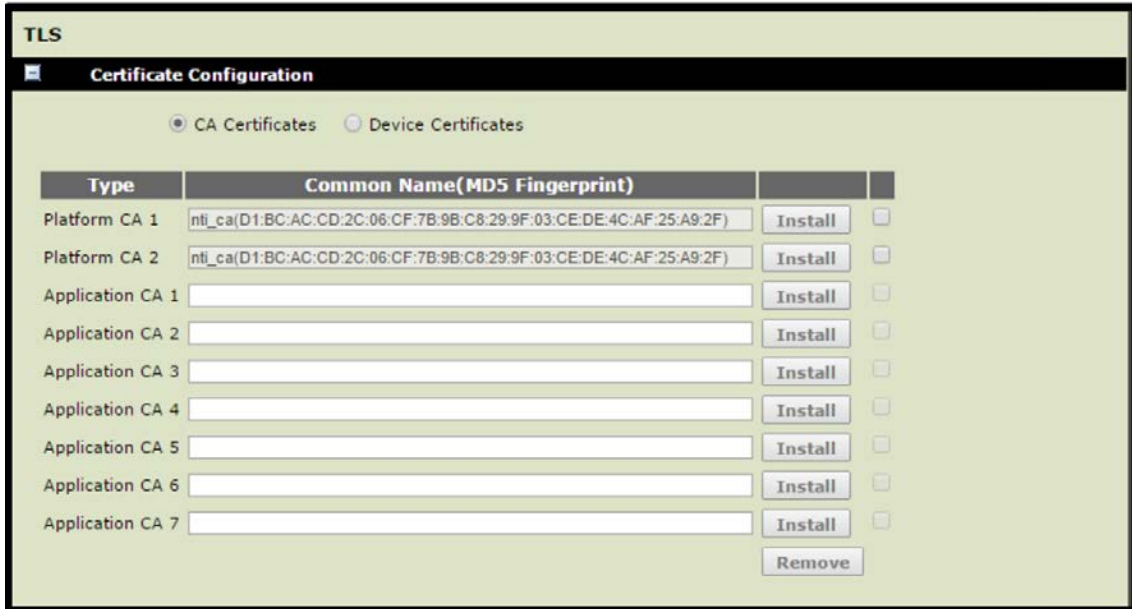 TLS
Certificate Configuration
CA Certificates Device Certificates
Type Common Name(MD5 Fingerprint)
Platform CA 1 nti_ca(D1:BC:AC:CD:2C:06:CF:7B:9B:C8:29:9F:03:CE:DE:4C:AF:25:A9:2F) Install
Platform CA 2 nti_ca(D1:BC:AC:CD:2C:06:CF:7B:9B:C8:29:9F:03:CE:DE:4C:AF:25:A9:2F) Install
Application CA 1 Install
Application CA 2 Install
Application CA 3 Install
Application CA 4 Install
Application CA 5 Install
Application CA 6 Install
Application CA 7 Install
Remove